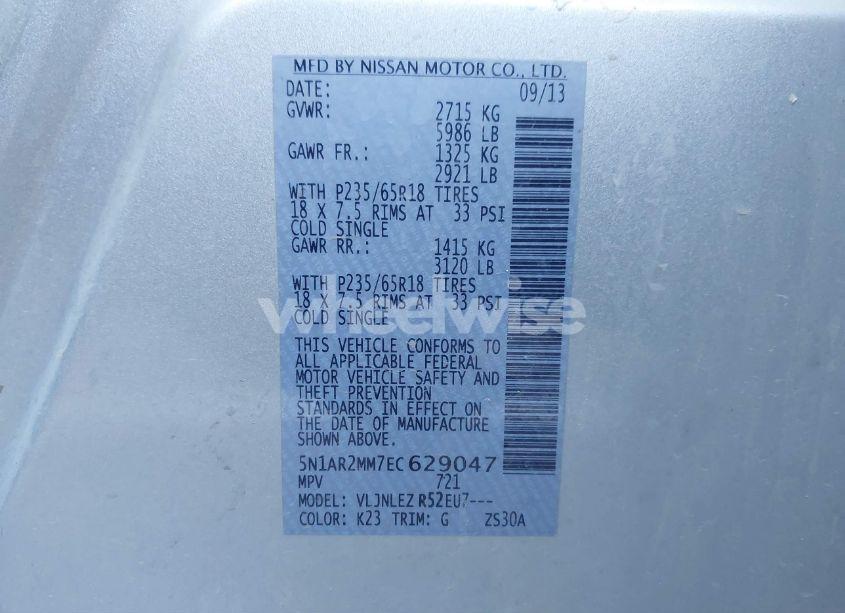 MFD BY NISSAN MOTOR CO., LTD.
DATE: 09/13
GVWR: 2715 KG
5986 LB
GAWR FR.: 1325 KG
2921 LB
WITH P235/65R18 TIRES
18 X 7.5 RIMS AT 33 PSI
COLD SINGLE
GAWR RR.: 1415 KG
3120 LB
WITH P235/65R18 TIRES
18 X 7.5 RIMS AT 33 PSI
COLD SINGLE
wheelwise
THIS VEHICLE CONFORMS TO
ALL APPLICABLE FEDERAL
MOTOR VEHICLE SAFETY AND
THEFT PREVENTION
STANDARDS IN EFFECT ON
THE DATE OF MANUFACTURE
SHOWN ABOVE.
5N1AR2MM7EC629047
MPV 721
MODEL: VLJNLEZ R52EU7---
COLOR: K23 TRIM: G ZS30A